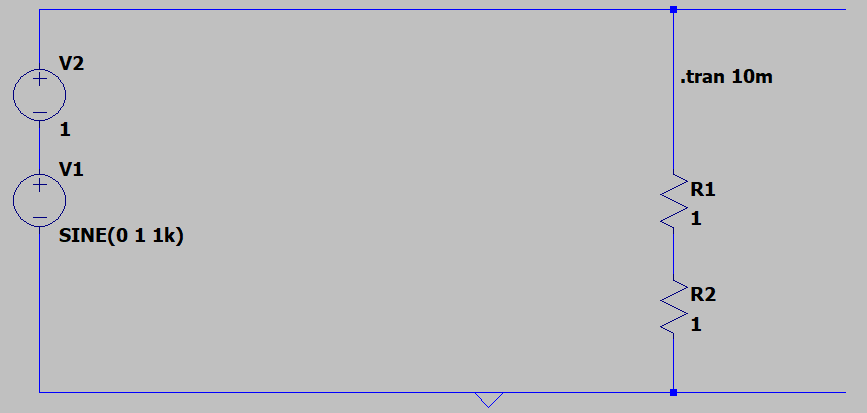 V2
1
V1
SINE(0 1 1k)
.tran 10m
R1
1
R2
1